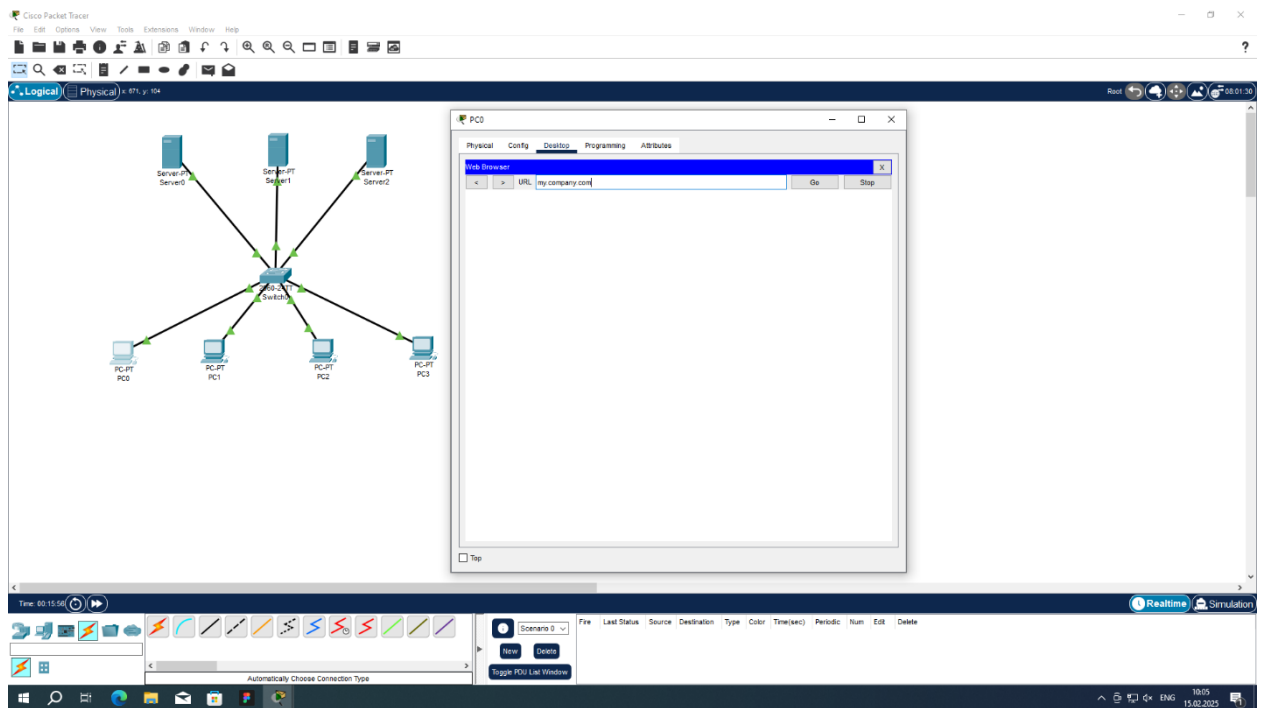 Cisco Packet Tracer
File Edit Options View Tools Extensions Window Help
?
Logical Physical x: 671, y: 104
Root 08:01:30
PC0
Physical Config Desktop Programming Attributes
Web Browser X
< > URL my.company.com Go Stop
Top
Server-PT
Server0
Server-PT
Server1
Server-PT
Server2
2960-24TT
Switch0
PC-PT
PC0
PC-PT
PC1
PC-PT
PC2
PC-PT
PC3
Time: 00:15:56
Realtime Simulation
Scenario 0
New Delete
Toggle PDU List Window
Fire Last Status Source Destination Type Color Time(sec) Periodic Num Edit Delete
Automatically Choose Connection Type
ENG 10:05
15.02.2025